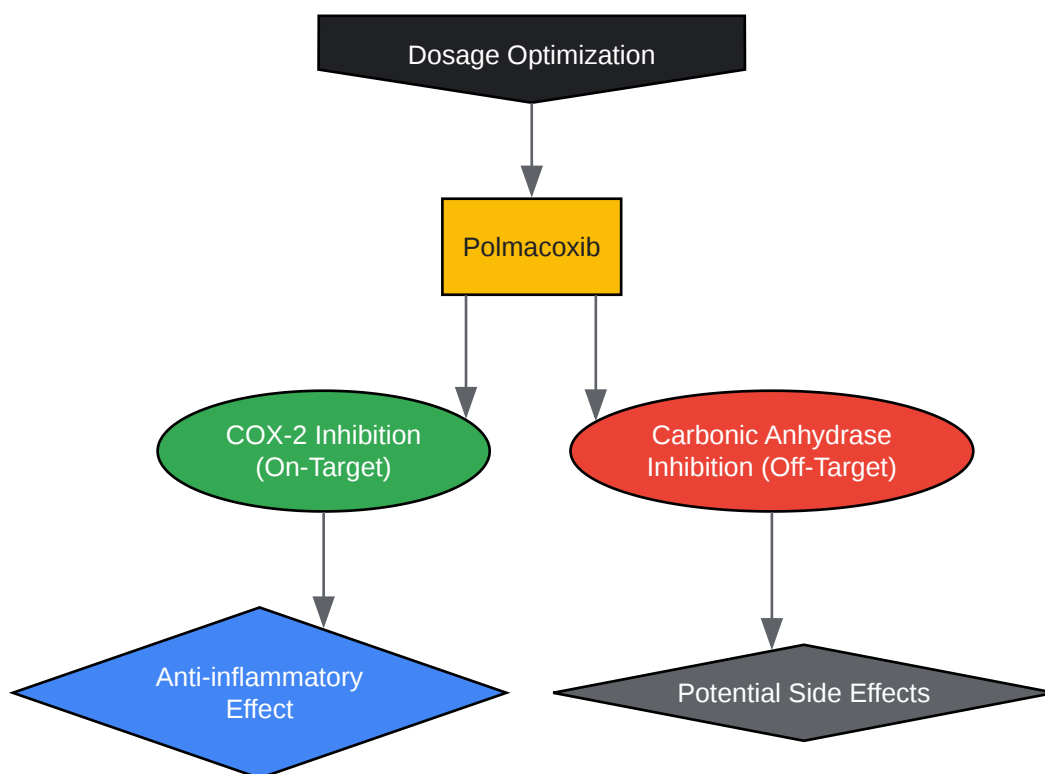 Dosage Optimization
Polmacoxib
COX-2 Inhibition
(On-Target)
Carbonic Anhydrase
Inhibition (Off-Target)
Anti-inflammatory
Effect
Potential Side Effects